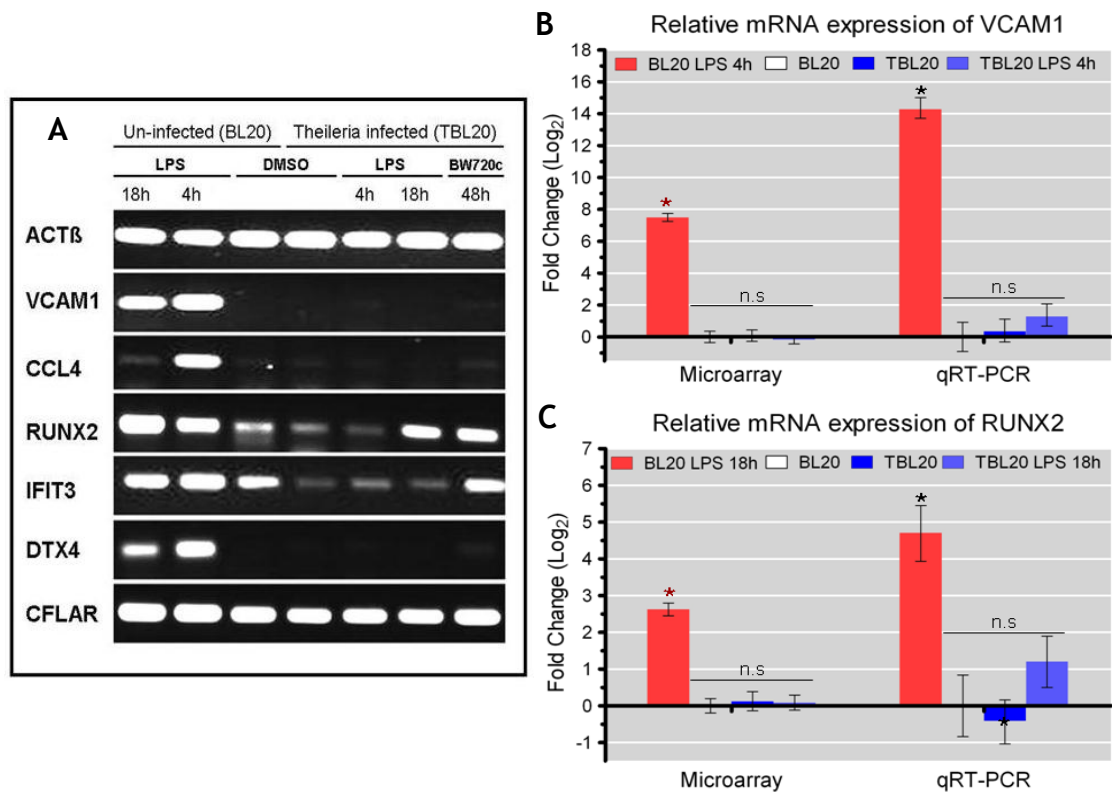 A
Un-infected (BL20) Theileria infected (TBL20)
LPS DMSO LPS BW720c
18h 4h 4h 18h 48h
ACTß
VCAM1
CCL4
RUNX2
IFIT3
DTX4
CFLAR
B
Relative mRNA expression of VCAM1
BL20 LPS 4h BL20 TBL20 TBL20 LPS 4h
Fold Change (Log2)
18
16
14
12
10
8
6
4
2
0
*
n.s
*
n.s
Microarray qRT-PCR
C
Relative mRNA expression of RUNX2
BL20 LPS 18h BL20 TBL20 TBL20 LPS 18h
Fold Change (Log2)
7
6
5
4
3
2
1
0
-1
*
n.s
*
n.s
*
Microarray qRT-PCR